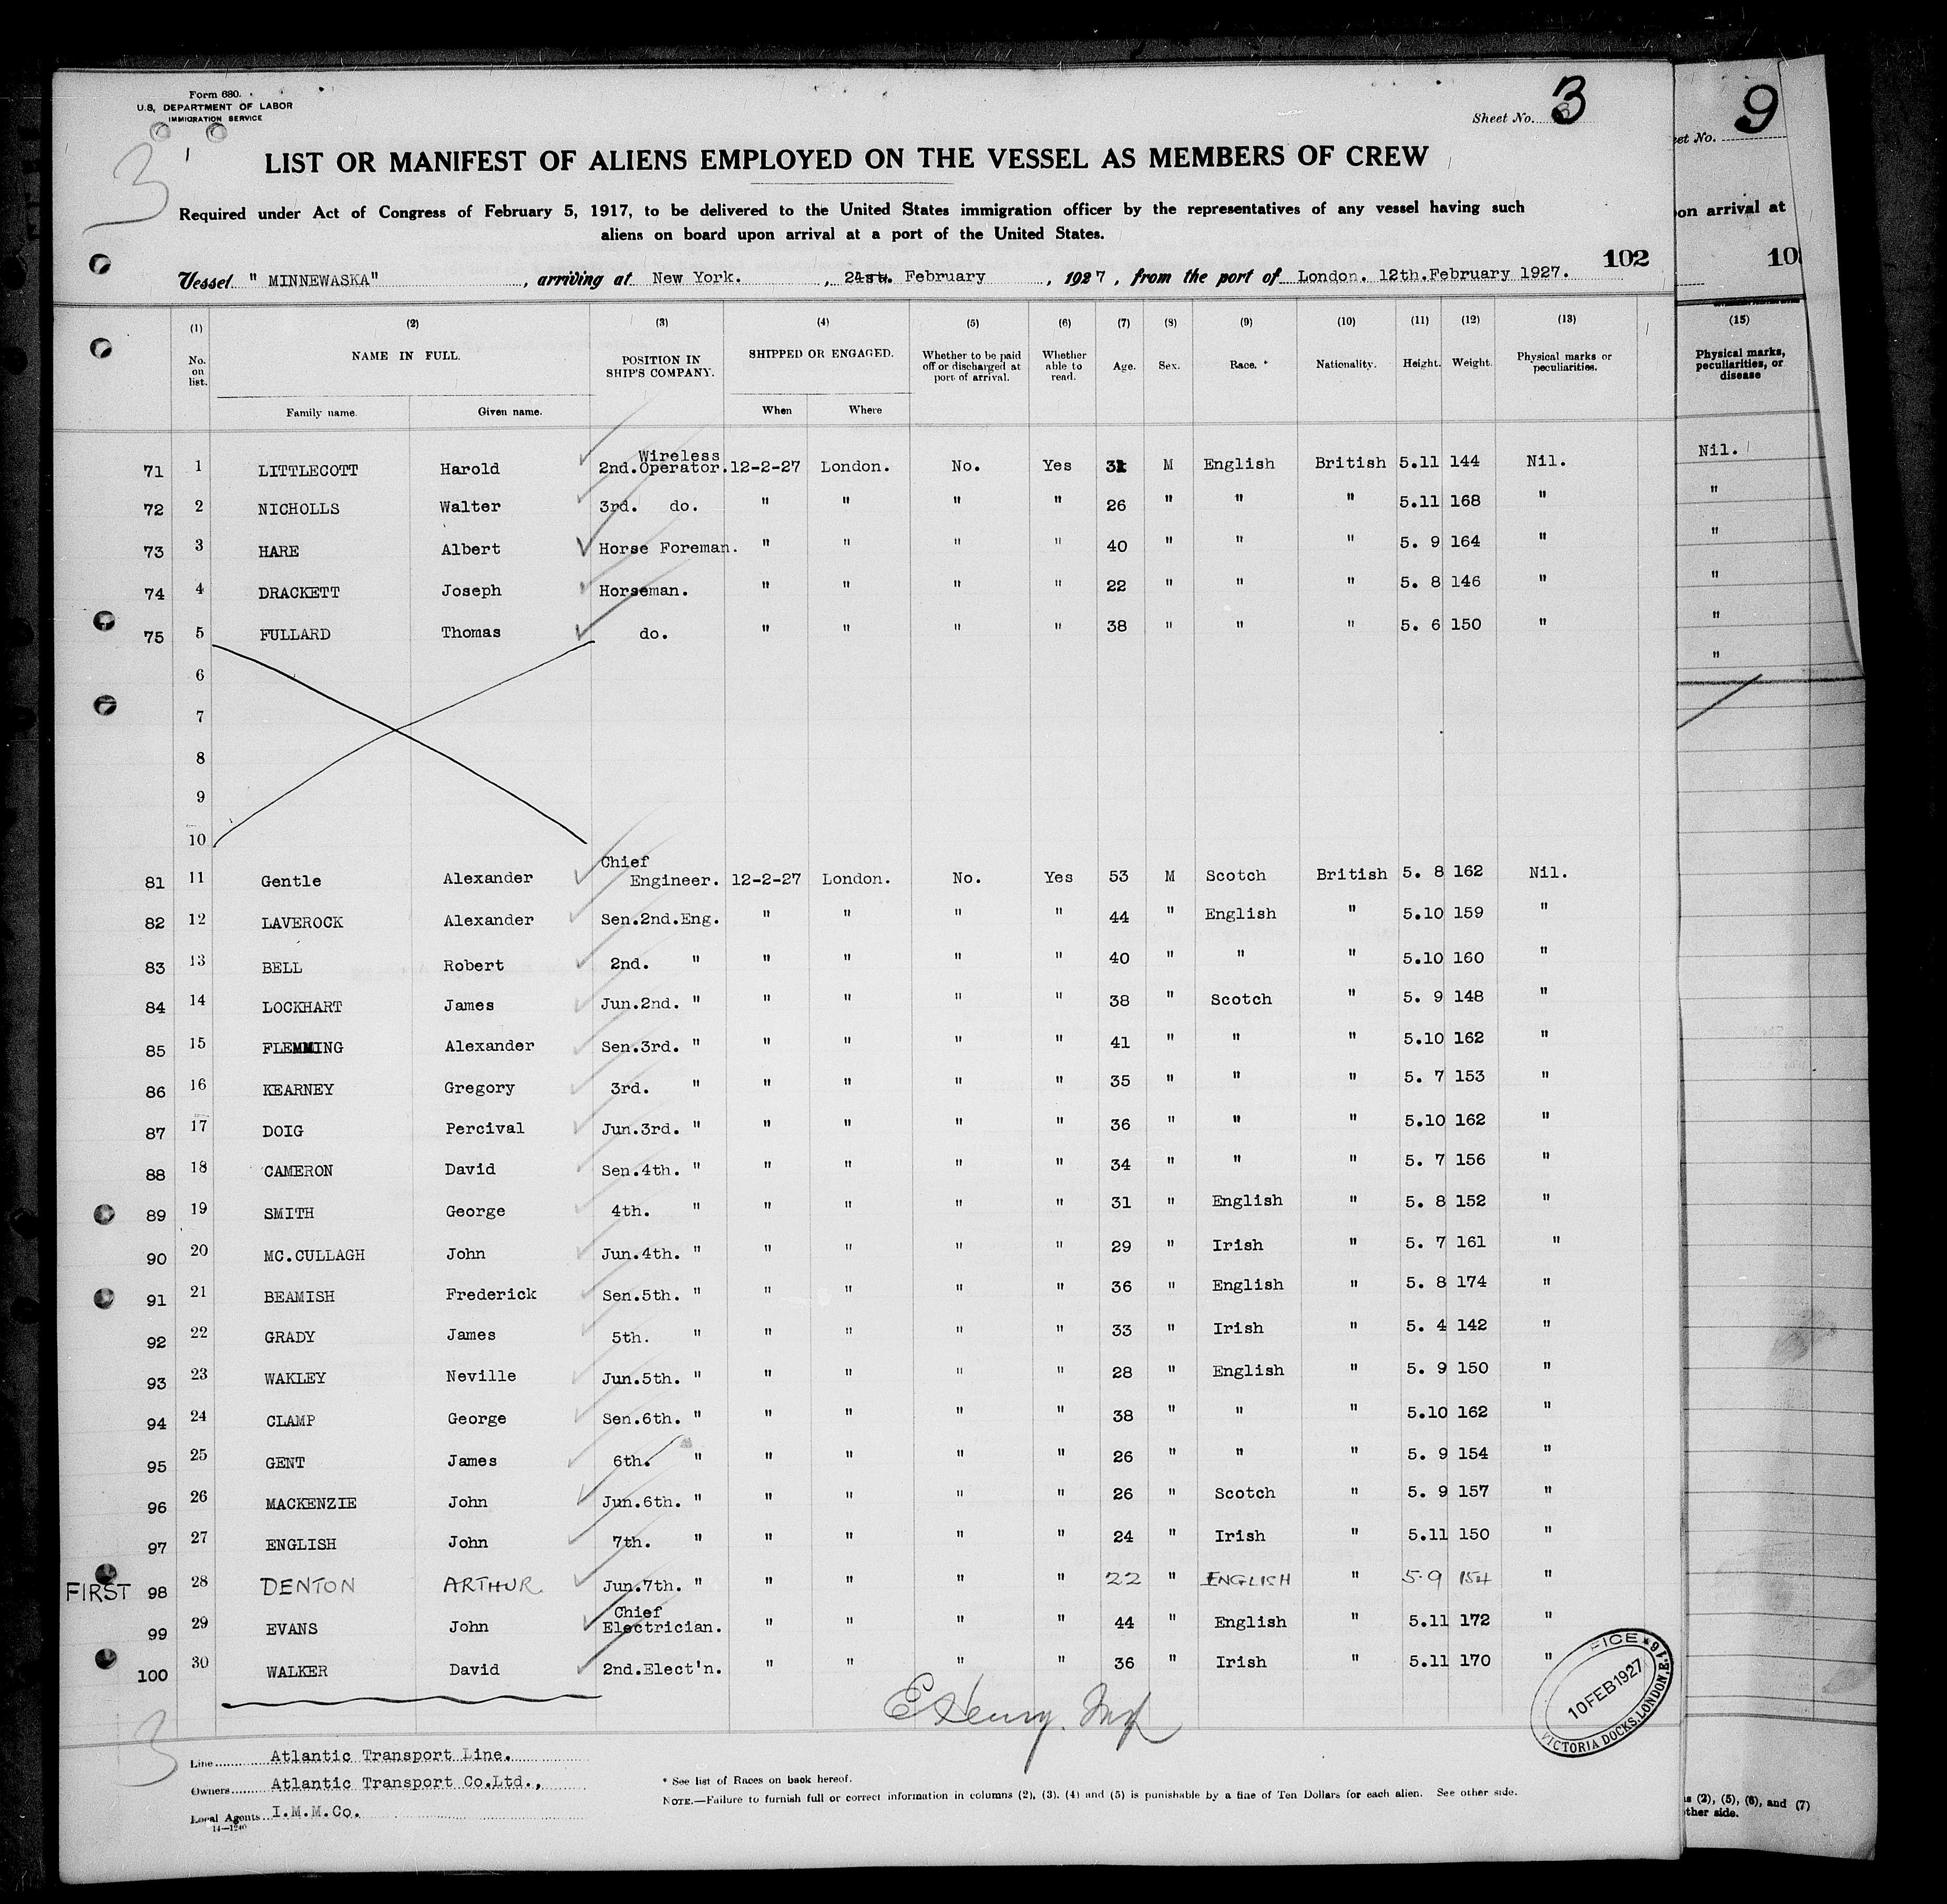 Form 680.
U.S. DEPARTMENT OF LABOR
IMMIGRATION SERVICE
3
Sheet No. 3
LIST OR MANIFEST OF ALIENS EMPLOYED ON THE VESSEL AS MEMBERS OF CREW
Required under Act of Congress of February 5, 1917, to be delivered to the United States immigration officer by the representatives of any vessel having such
aliens on board upon arrival at a port of the United States.
102
Vessel " MINNEWASKA" , arriving at New York. , February , 1927 , from the port of London. 12th.February 1927.
(1) (2) (3) (4) (5) (6) (7) (8) (9) (10) (11) (12) (13)
No. on list. NAME IN FULL. POSITION IN SHIP'S COMPANY. SHIPPED OR ENGAGED. Whether to be paid off or discharged at port of arrival. Whether able to read. Age. Sex. Race. * Nationality. Height. Weight. Physical marks or peculiarities.
Family name. Given name. When Where
71 1 LITTLECOTT Harold 2nd. Wireless Operator. 12-2-27 London. No. Yes M English British 5.11 144 Nil.
72 2 NICHOLLS Walter 3rd. do. " " " " 26 " " " 5.11 168 "
73 3 HARE Albert Horse Foreman. " " " " 40 " " " 5. 9 164 "
74 4 DRACKETT Joseph Horseman. " " " " 22 " " " 5. 8 146 "
75 5 FULLARD Thomas do. " " " " 38 " " " 5. 6 150 "
6
7
8
9
10
81 11 Gentle Alexander Chief Engineer. 12-2-27 London. No. Yes 53 M Scotch British 5. 8 162 Nil.
82 12 LAVEROCK Alexander Sen.2nd.Eng. " " " " 44 " English " 5.10 159 "
83 13 BELL Robert 2nd. " " " " " 40 " " " 5.10 160 "
84 14 LOCKHART James Jun.2nd. " " " " " 38 " Scotch " 5. 9 148 "
85 15 FLEMMING Alexander Sen.3rd. " " " " " 41 " " " 5.10 162 "
86 16 KEARNEY Gregory 3rd. " " " " " 35 " " " 5. 7 153 "
87 17 DOIG Percival Jun.3rd. " " " " " 36 " " " 5.10 162 "
88 18 CAMERON David Sen.4th. " " " " " 34 " " " 5. 7 156 "
89 19 SMITH George 4th. " " " " " 31 " English " 5. 8 152 "
90 20 MC.CULLAGH John Jun.4th. " " " " " 29 " Irish " 5. 7 161 "
91 21 BEAMISH Frederick Sen.5th. " " " " " 36 " English " 5. 8 174 "
92 22 GRADY James 5th. " " " " " 33 " Irish " 5. 4 142 "
93 23 WAKLEY Neville Jun.5th. " " " " " 28 " English " 5. 9 150 "
94 24 CLAMP George Sen.6th. " " " " " 38 " " " 5.10 162 "
95 25 GENT James 6th. " " " " " 26 " " " 5. 9 154 "
96 26 MACKENZIE John Jun.6th. " " " " " 26 " Scotch " 5. 9 157 "
97 27 ENGLISH John 7th. " " " " " 24 " Irish " 5.11 150 "
FIRST 98 28 DENTON ARTHUR Jun.7th. " " " " " 22 " ENGLISH " 5.9 154 "
99 29 EVANS John Chief Electrician. " " " " 44 " English " 5.11 172 "
100 30 WALKER David 2nd.Elect'n. " " " " 36 " Irish " 5.11 170 "
E Henry.
FICE
10 FEB 1927
VICTORIA DOCKS, LONDON, E.16
3
Line Atlantic Transport Line.
Owners Atlantic Transport Co.Ltd.,
Local Agents I.M.M.Co.
14—1240
* See list of Races on back hereof.
NOTE.—Failure to furnish full or correct information in columns (2), (3), (4) and (5) is punishable by a fine of Ten Dollars for each alien. See other side.
et No. 9
on arrival at
10
(15)
Physical marks, peculiarities, or disease
Nil.
"
"
"
"
"
s (2), (5), (6), and (7)
ther side.